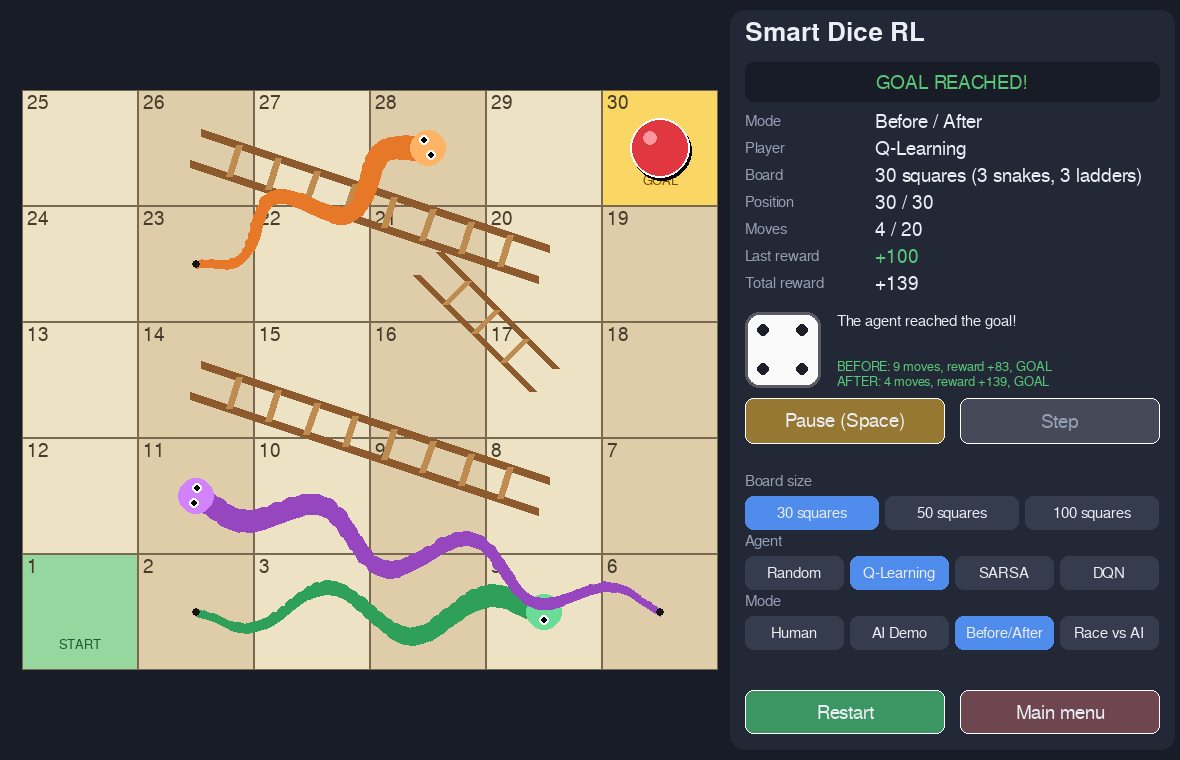 Smart Dice RL
GOAL REACHED!
Mode Before / After
Player Q-Learning
Board 30 squares (3 snakes, 3 ladders)
Position 30 / 30
Moves 4 / 20
Last reward +100
Total reward +139
The agent reached the goal!
BEFORE: 9 moves, reward +83, GOAL
AFTER: 4 moves, reward +139, GOAL
Pause (Space) Step
Board size
30 squares 50 squares 100 squares
Agent
Random Q-Learning SARSA DQN
Mode
Human AI Demo Before/After Race vs AI
Restart Main menu
25 26 27 28 29 30
GOAL
24 23 22 21 20 19
13 14 15 16 17 18
12 11 10 9 8 7
1 2 3 6
START